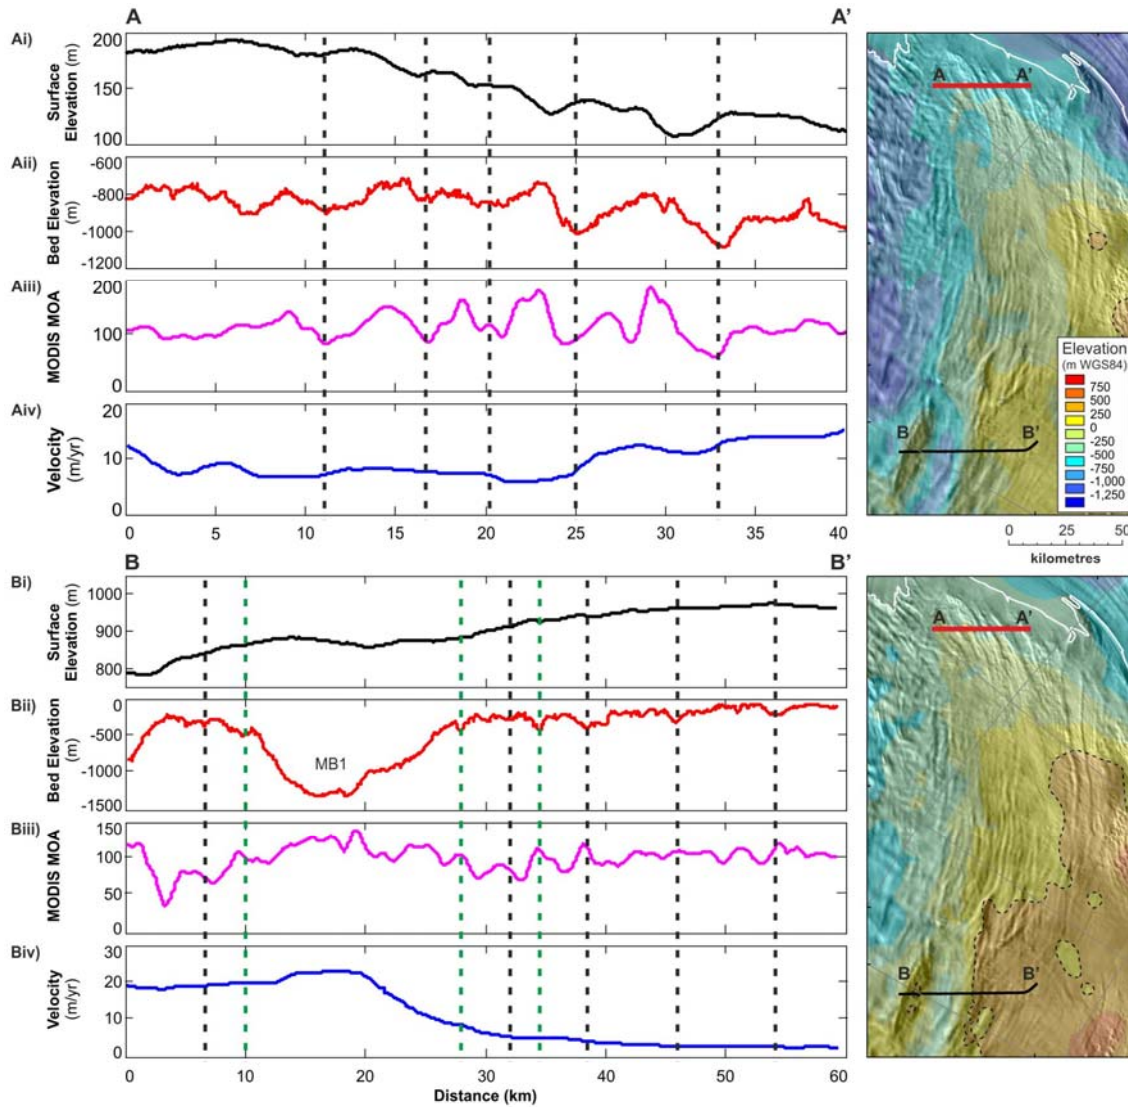 A A'
Ai)
Surface
Elevation (m)
200
150
100
Aii)
Bed Elevation
(m)
-600
-800
-1000
-1200
Aiii)
MODIS MOA
200
100
0
Aiv)
Velocity
(m/yr)
20
10
0
0 5 10 15 20 25 30 35 40
A A'
B B'
Elevation
(m WGS84)
750
500
250
0
-250
-500
-750
-1,000
-1,250
0 25 50
kilometres
B B'
Bi)
Surface
Elevation (m)
1000
900
800
Bii)
Bed Elevation
(m)
0
-500
-1000
-1500
MB1
Biii)
MODIS MOA
150
100
50
0
Biv)
Velocity
(m/yr)
30
20
10
0
0 10 20 30 40 50 60
Distance (km)
A A'
B B'